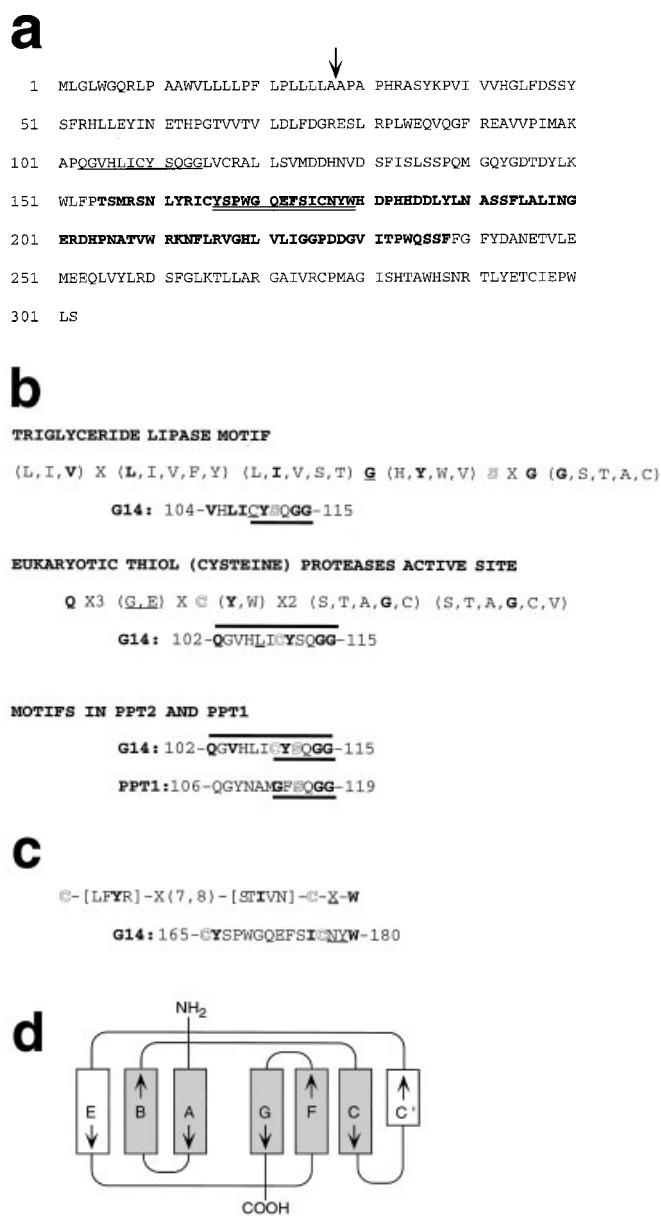 a
1 MLGLWGQRLP AAWVLLLLPF LPLLLLAAPA PHRASYKPVI VVHGLFDSSY
51 SFRHLLEYIN ETHPGTVVTV LDLFDGRESL RPLWEQVQGF REAVVPIMAK
101 APQGVHLICY SQGGLVCRAL LSVMDDHNVD SFISLSSPQM GQYGDTDYLK
151 WLFPTSMRSN LYRICYSPWG QEFSICNYWH DPHHDDLYLN ASSFLALING
201 ERDHPNATVW RKNFLRVGHL VLIGGPDDGV ITPWQSSFFG FYDANETVLE
251 MEEQLVYLRD SFGLKTLLAR GAIVRCPMAG ISHTAWHSNR TLYETCIEPW
301 LS
b
TRIGLYCERIDE LIPASE MOTIF
(L,I,V) X (L,I,V,F,Y) (L,I,V,S,T) G (H,Y,W,V) S X G (G,S,T,A,C)
G14: 104-VHLICYSQGG-115
EUKARYOTIC THIOL (CYSTEINE) PROTEASES ACTIVE SITE
Q X3 (G,E) X C (Y,W) X2 (S,T,A,G,C) (S,T,A,G,C,V)
G14: 102-QGVHLICYSQGG-115
MOTIFS IN PPT2 AND PPT1
G14: 102-QGVHLICYSQGG-115
PPT1:106-QGYNAMGFSQGG-119
c
C-[LFYR]-X(7,8)-[STIVN]-C-X-W
G14: 165-CYSPWGQEFSICNYW-180
d
NH2
E B A G F C C'
COOH